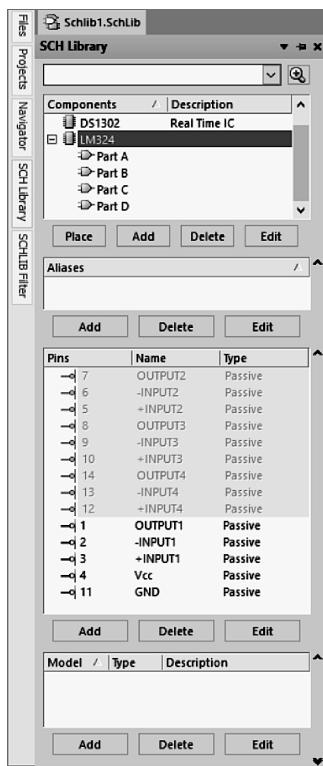 Schlib1.SchLib
Files
Projects
Navigator
SCH Library
SCHLIB Filter
SCH Library
Components / Description
DS1302 Real Time IC
LM324
Part A
Part B
Part C
Part D
Place Add Delete Edit
Aliases /
Add Delete Edit
Pins Name Type
7 OUTPUT2 Passive
6 -INPUT2 Passive
5 +INPUT2 Passive
8 OUTPUT3 Passive
9 -INPUT3 Passive
10 +INPUT3 Passive
14 OUTPUT4 Passive
13 -INPUT4 Passive
12 +INPUT4 Passive
1 OUTPUT1 Passive
2 -INPUT1 Passive
3 +INPUT1 Passive
4 Vcc Passive
11 GND Passive
Add Delete Edit
Model / Type Description
Add Delete Edit